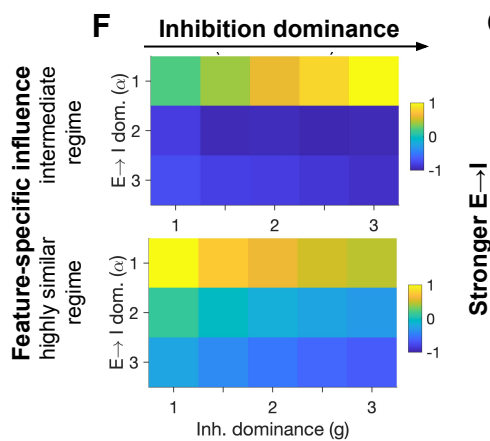 F
Inhibition dominance
Feature-specific influence
intermediate
regime
E→ I dom. (α)
1
2
3
1
2
3
1
0
-1
highly similar
regime
E→ I dom. (α)
1
2
3
1
2
3
Inh. dominance (g)
1
0
-1
Stronger E→I